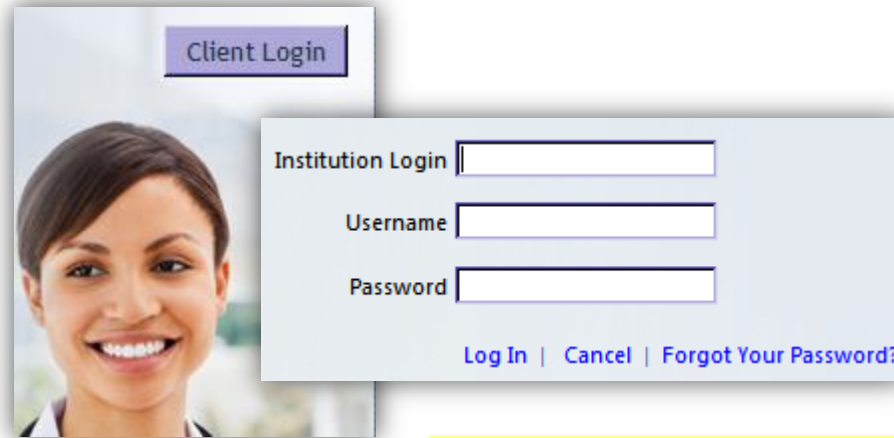 Client Login
Institution Login
Username
Password
Log In | Cancel | Forgot Your Password?